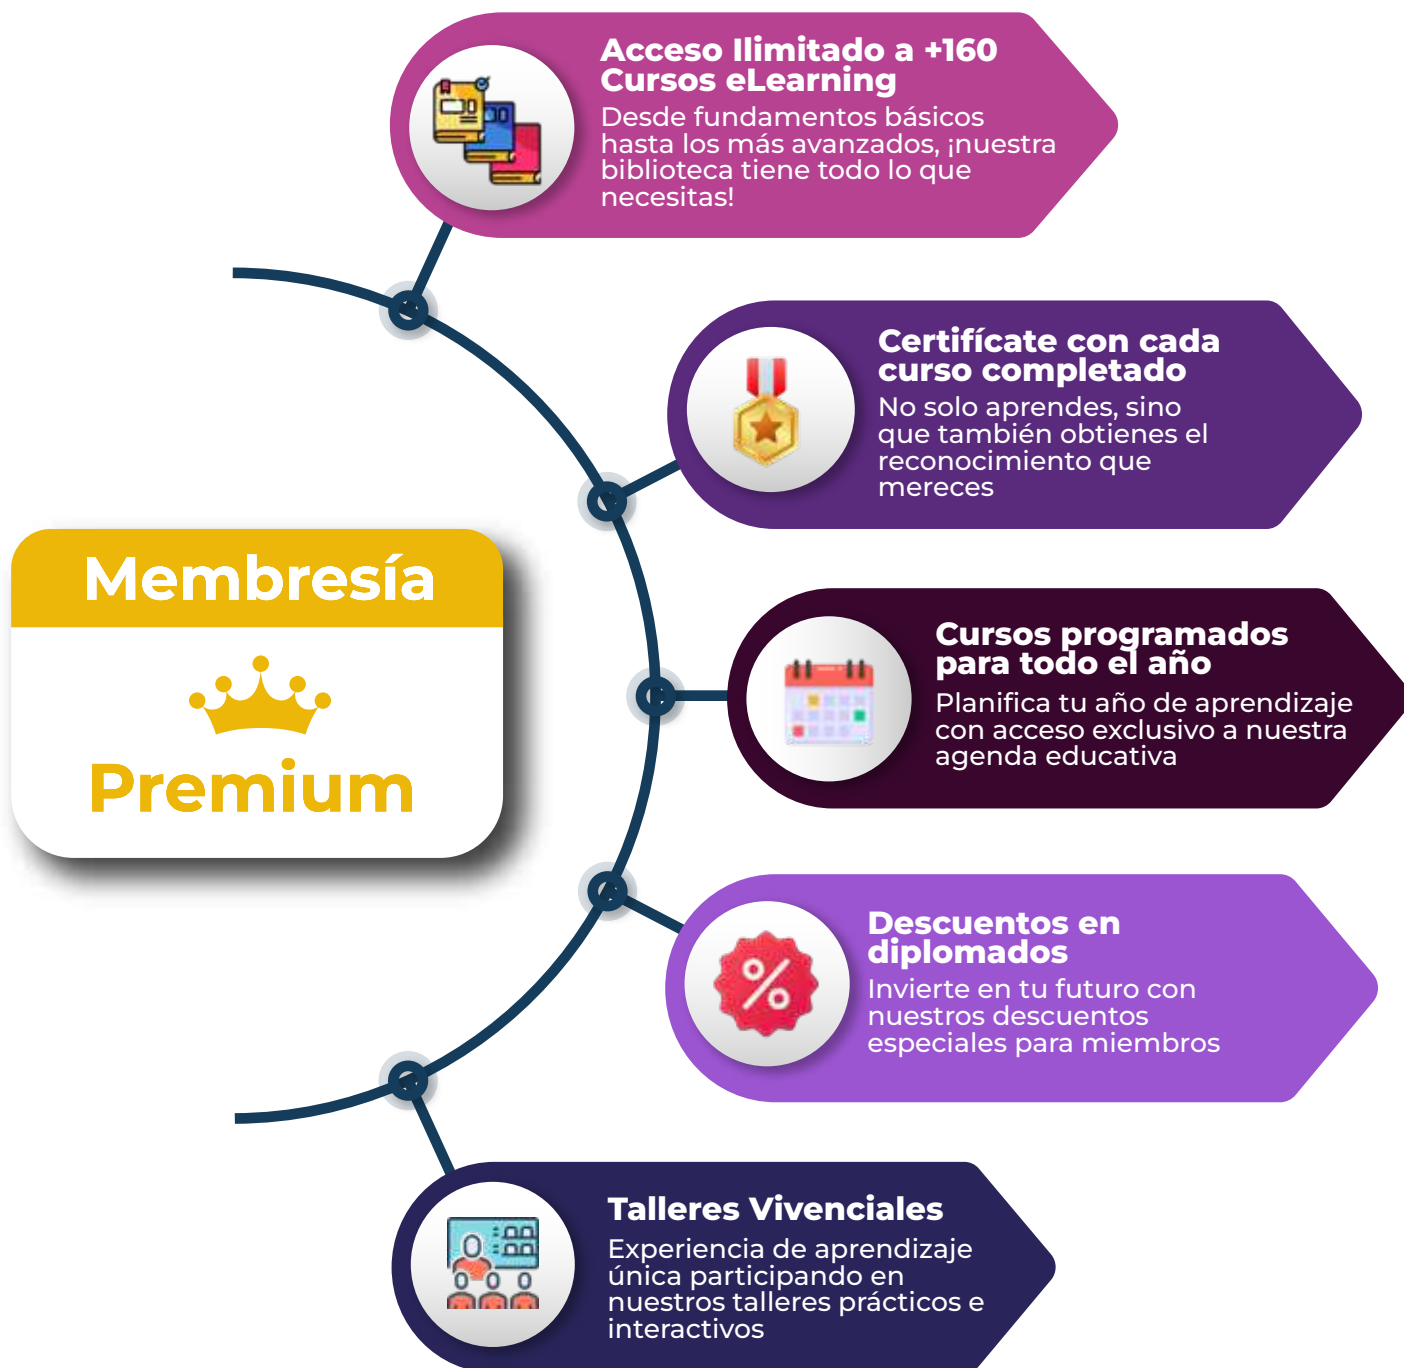 Acceso Ilimitado a +160
Cursos eLearning
Desde fundamentos básicos
hasta los más avanzados, ¡nuestra
biblioteca tiene todo lo que
necesitas!
Certifícate con cada
curso completado
No solo aprendes, sino
que también obtienes el
reconocimiento que
mereces
Membresía
Premium
Cursos programados
para todo el año
Planifica tu año de aprendizaje
con acceso exclusivo a nuestra
agenda educativa
Descuentos en
diplomados
Invierte en tu futuro con
nuestros descuentos
especiales para miembros
Talleres Vivenciales
Experiencia de aprendizaje
única participando en
nuestros talleres prácticos e
interactivos